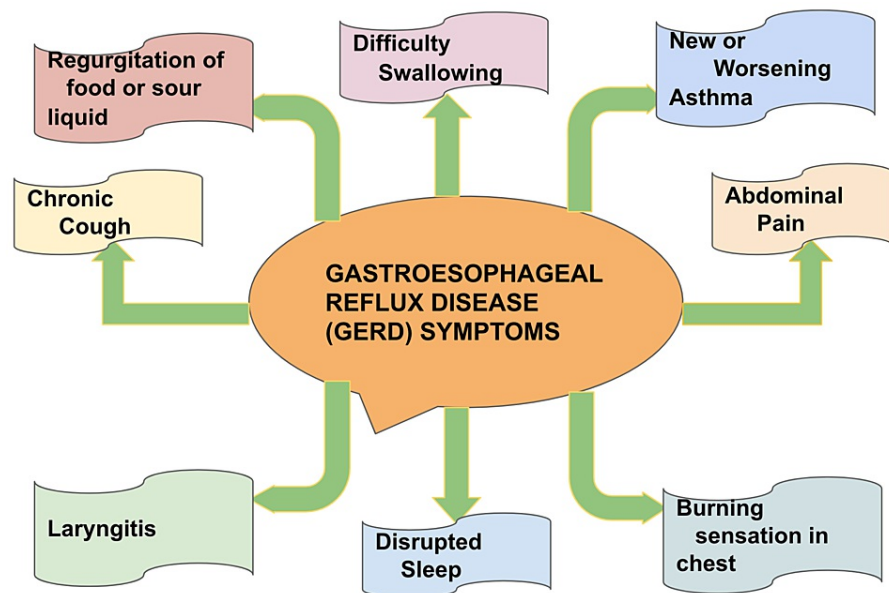 Regurgitation of
food or sour
liquid
Difficulty
Swallowing
New or
Worsening
Asthma
Chronic
Cough
Abdominal
Pain
GASTROESOPHAGEAL
REFLUX DISEASE
(GERD) SYMPTOMS
Laryngitis
Disrupted
Sleep
Burning
sensation in
chest